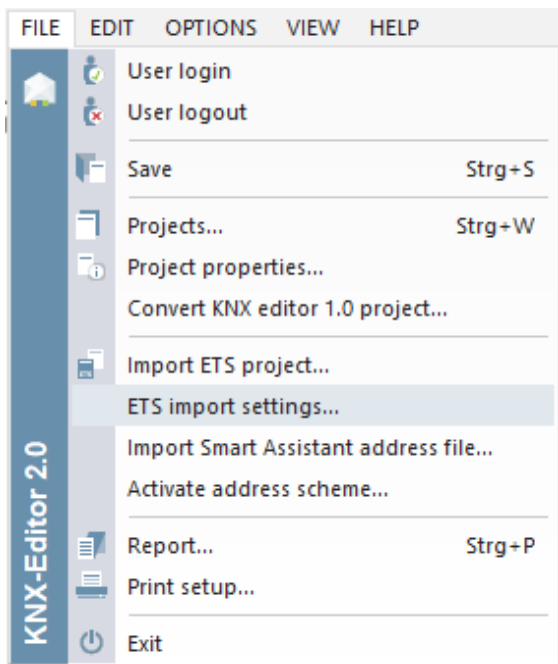 FILE EDIT OPTIONS VIEW HELP
User login
User logout
Save Strg+S
Projects... Strg+W
Project properties...
Convert KNX editor 1.0 project...
Import ETS project...
ETS import settings...
Import Smart Assistant address file...
Activate address scheme...
Report... Strg+P
Print setup...
Exit
KNX-Editor 2.0